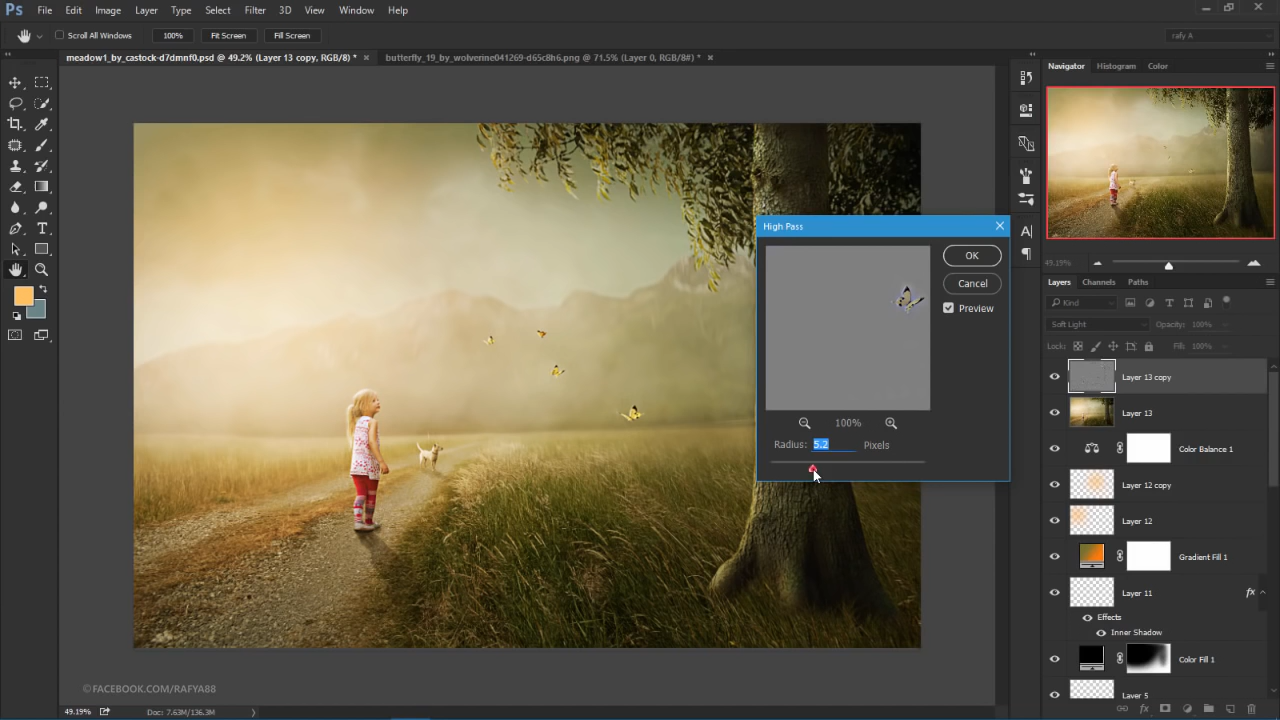 Ps File Edit Image Layer Type Select Filter 3D View Window Help
Scroll All Windows 100% Fit Screen Fill Screen rafy A
meadow1_by_castock-d7dmnf0.psd @ 49.2% (Layer 13 copy, RGB/8) * × butterfly_19_by_wolverine041269-d65c8h6.png @ 71.5% (Layer 0, RGB/8#) * ×
Navigator Histogram Color
High Pass
OK
Cancel
Preview
100%
Radius: 5.2 Pixels
49.19%
Layers Channels Paths
Kind
Soft Light Opacity: 100%
Lock: Fill: 100%
Layer 13 copy
Layer 13
Color Balance 1
Layer 12 copy
Layer 12
Gradient Fill 1
Layer 11 fx
Effects
Inner Shadow
Color Fill 1
Layer 5
©FACEBOOK.COM/RAFYA88
49.19% Doc: 7.63M/136.3M